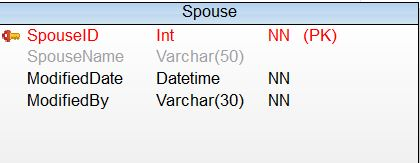 Spouse
SpouseID Int NN (PK)
SpouseName Varchar(50)
ModifiedDate Datetime NN
ModifiedBy Varchar(30) NN